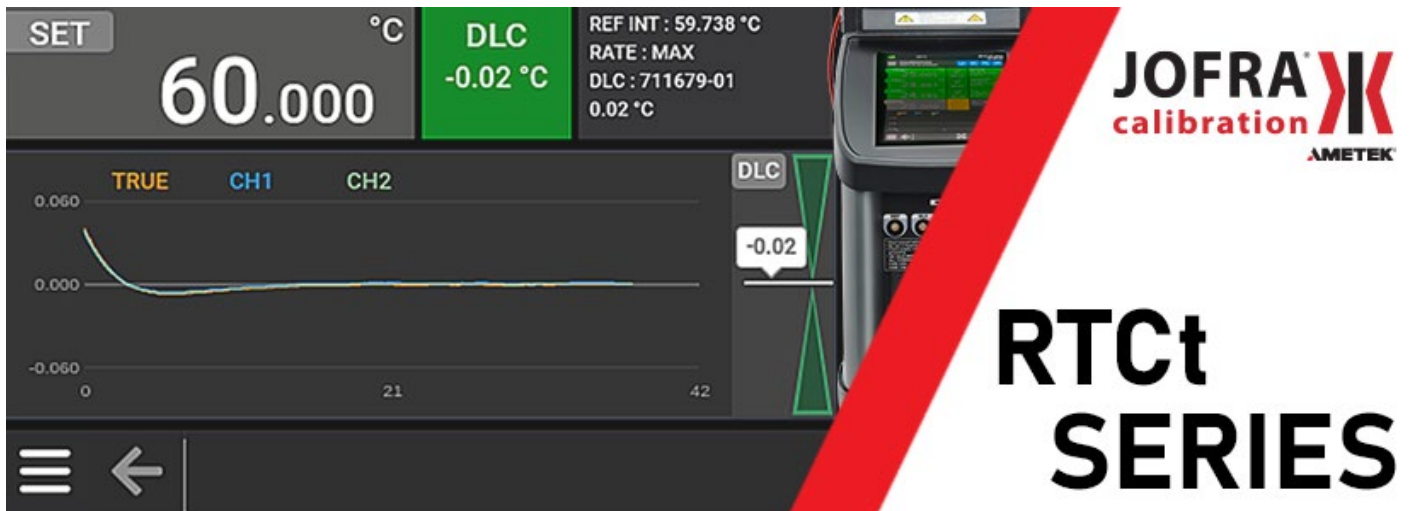 SET
°C
60.000
DLC
-0.02 °C
REF INT : 59.738 °C
RATE : MAX
DLC : 711679-01
0.02 °C
TRUE CH1 CH2
0.060
0.000
-0.060
0 21 42
DLC
-0.02
JOFRA®
calibration
AMETEK®
RTCt
SERIES